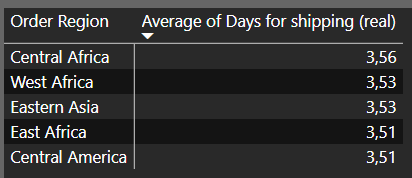 Order Region Average of Days for shipping (real)
Central Africa 3,56
West Africa 3,53
Eastern Asia 3,53
East Africa 3,51
Central America 3,51